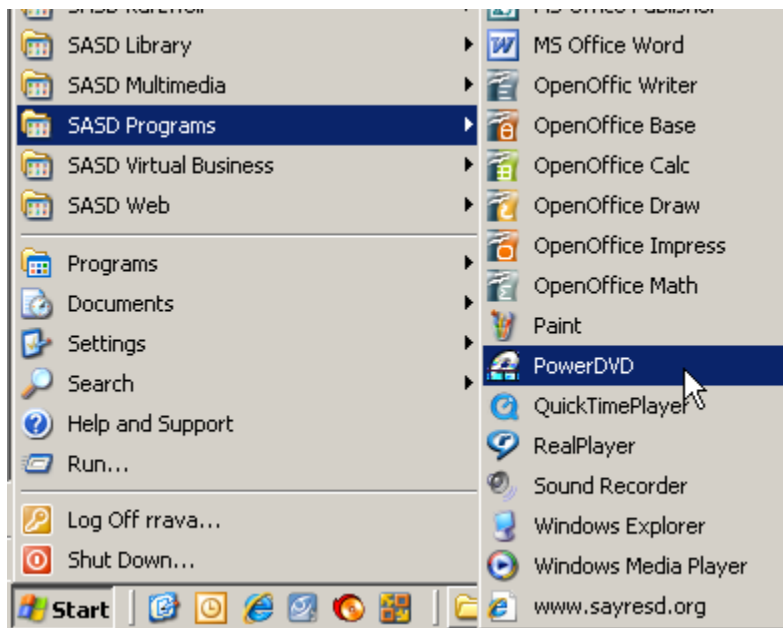 SASD Library
SASD Multimedia
SASD Programs
SASD Virtual Business
SASD Web
Programs
Documents
Settings
Search
Help and Support
Run...
Log Off rrava...
Shut Down...
Start
MS Office Word
OpenOffic Writer
OpenOffice Base
OpenOffice Calc
OpenOffice Draw
OpenOffice Impress
OpenOffice Math
Paint
PowerDVD
QuickTimePlayer
RealPlayer
Sound Recorder
Windows Explorer
Windows Media Player
www.sayresd.org